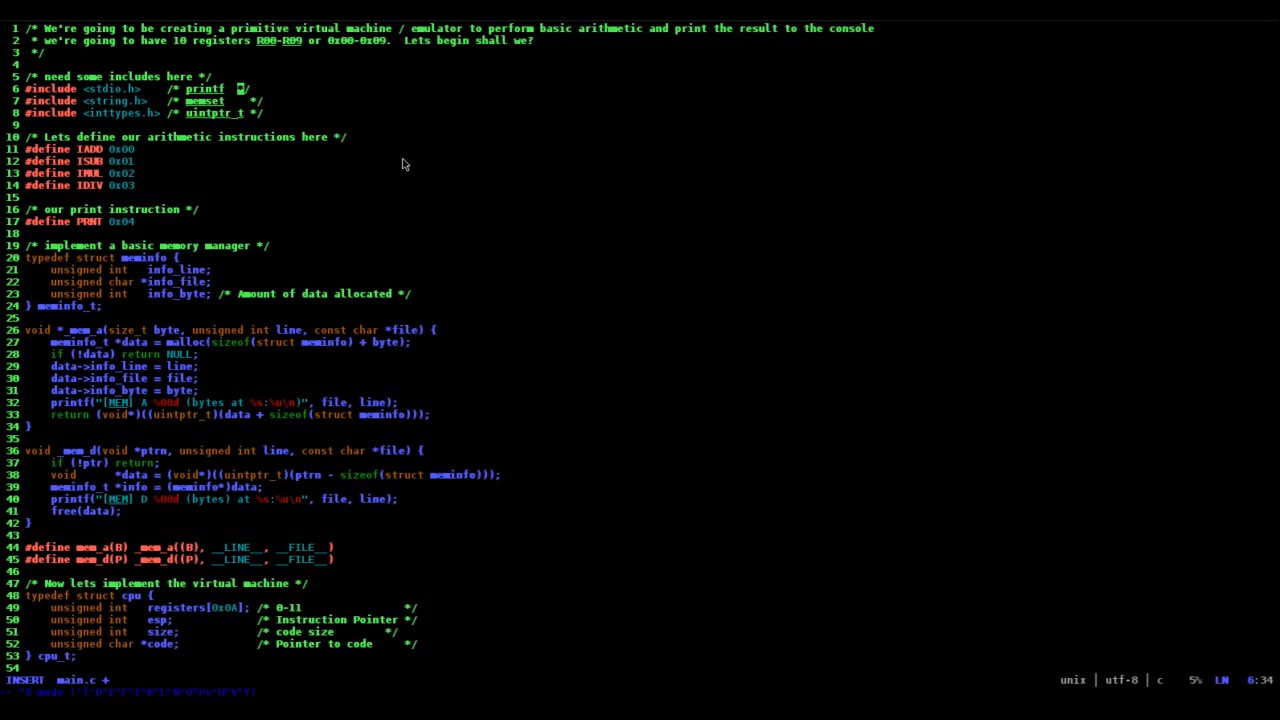 1 /* We're going to be creating a primitive virtual machine / emulator to perform basic arithmetic and print the result to the console
2  * we're going to have 10 registers R00-R09 or 0x00-0x09.  Lets begin shall we?
3  */
4
5 /* need some includes here */
6 #include <stdio.h>    /* printf  */
7 #include <string.h>   /* memset    */
8 #include <inttypes.h> /* uintptr_t */
9
10 /* Lets define our arithmetic instructions here */
11 #define IADD 0x00
12 #define ISUB 0x01
13 #define IMUL 0x02
14 #define IDIV 0x03
15
16 /* our print instruction */
17 #define PRNT 0x04
18
19 /* implement a basic memory manager */
20 typedef struct meminfo {
21     unsigned int   info_line;
22     unsigned char *info_file;
23     unsigned int   info_byte; /* Amount of data allocated */
24 } meminfo_t;
25
26 void *_mem_a(size_t byte, unsigned int line, const char *file) {
27     meminfo_t *data = malloc(sizeof(struct meminfo) + byte);
28     if (!data) return NULL;
29     data->info_line = line;
30     data->info_file = file;
31     data->info_byte = byte;
32     printf("[MEM] A %08d (bytes at %s:%u\n)", file, line);
33     return (void*)((uintptr_t)(data + sizeof(struct meminfo)));
34 }
35
36 void _mem_d(void *ptrn, unsigned int line, const char *file) {
37     if (!ptr) return;
38     void      *data = (void*)((uintptr_t)(ptrn - sizeof(struct meminfo)));
39     meminfo_t *info = (meminfo*)data;
40     printf("[MEM] D %08d (bytes) at %s:%u\n", file, line);
41     free(data);
42 }
43
44 #define mem_a(B) _mem_a((B), __LINE__, __FILE__)
45 #define mem_d(P) _mem_d((P), __LINE__, __FILE__)
46
47 /* Now lets implement the virtual machine */
48 typedef struct cpu {
49     unsigned int   registers[0x0A]; /* 0-11                */
50     unsigned int   esp;             /* Instruction Pointer */
51     unsigned int   size;            /* code size        */
52     unsigned char *code;            /* Pointer to code     */
53 } cpu_t;
54
INSERT  main.c +  unix | utf-8 | c    5%  LN   6:34